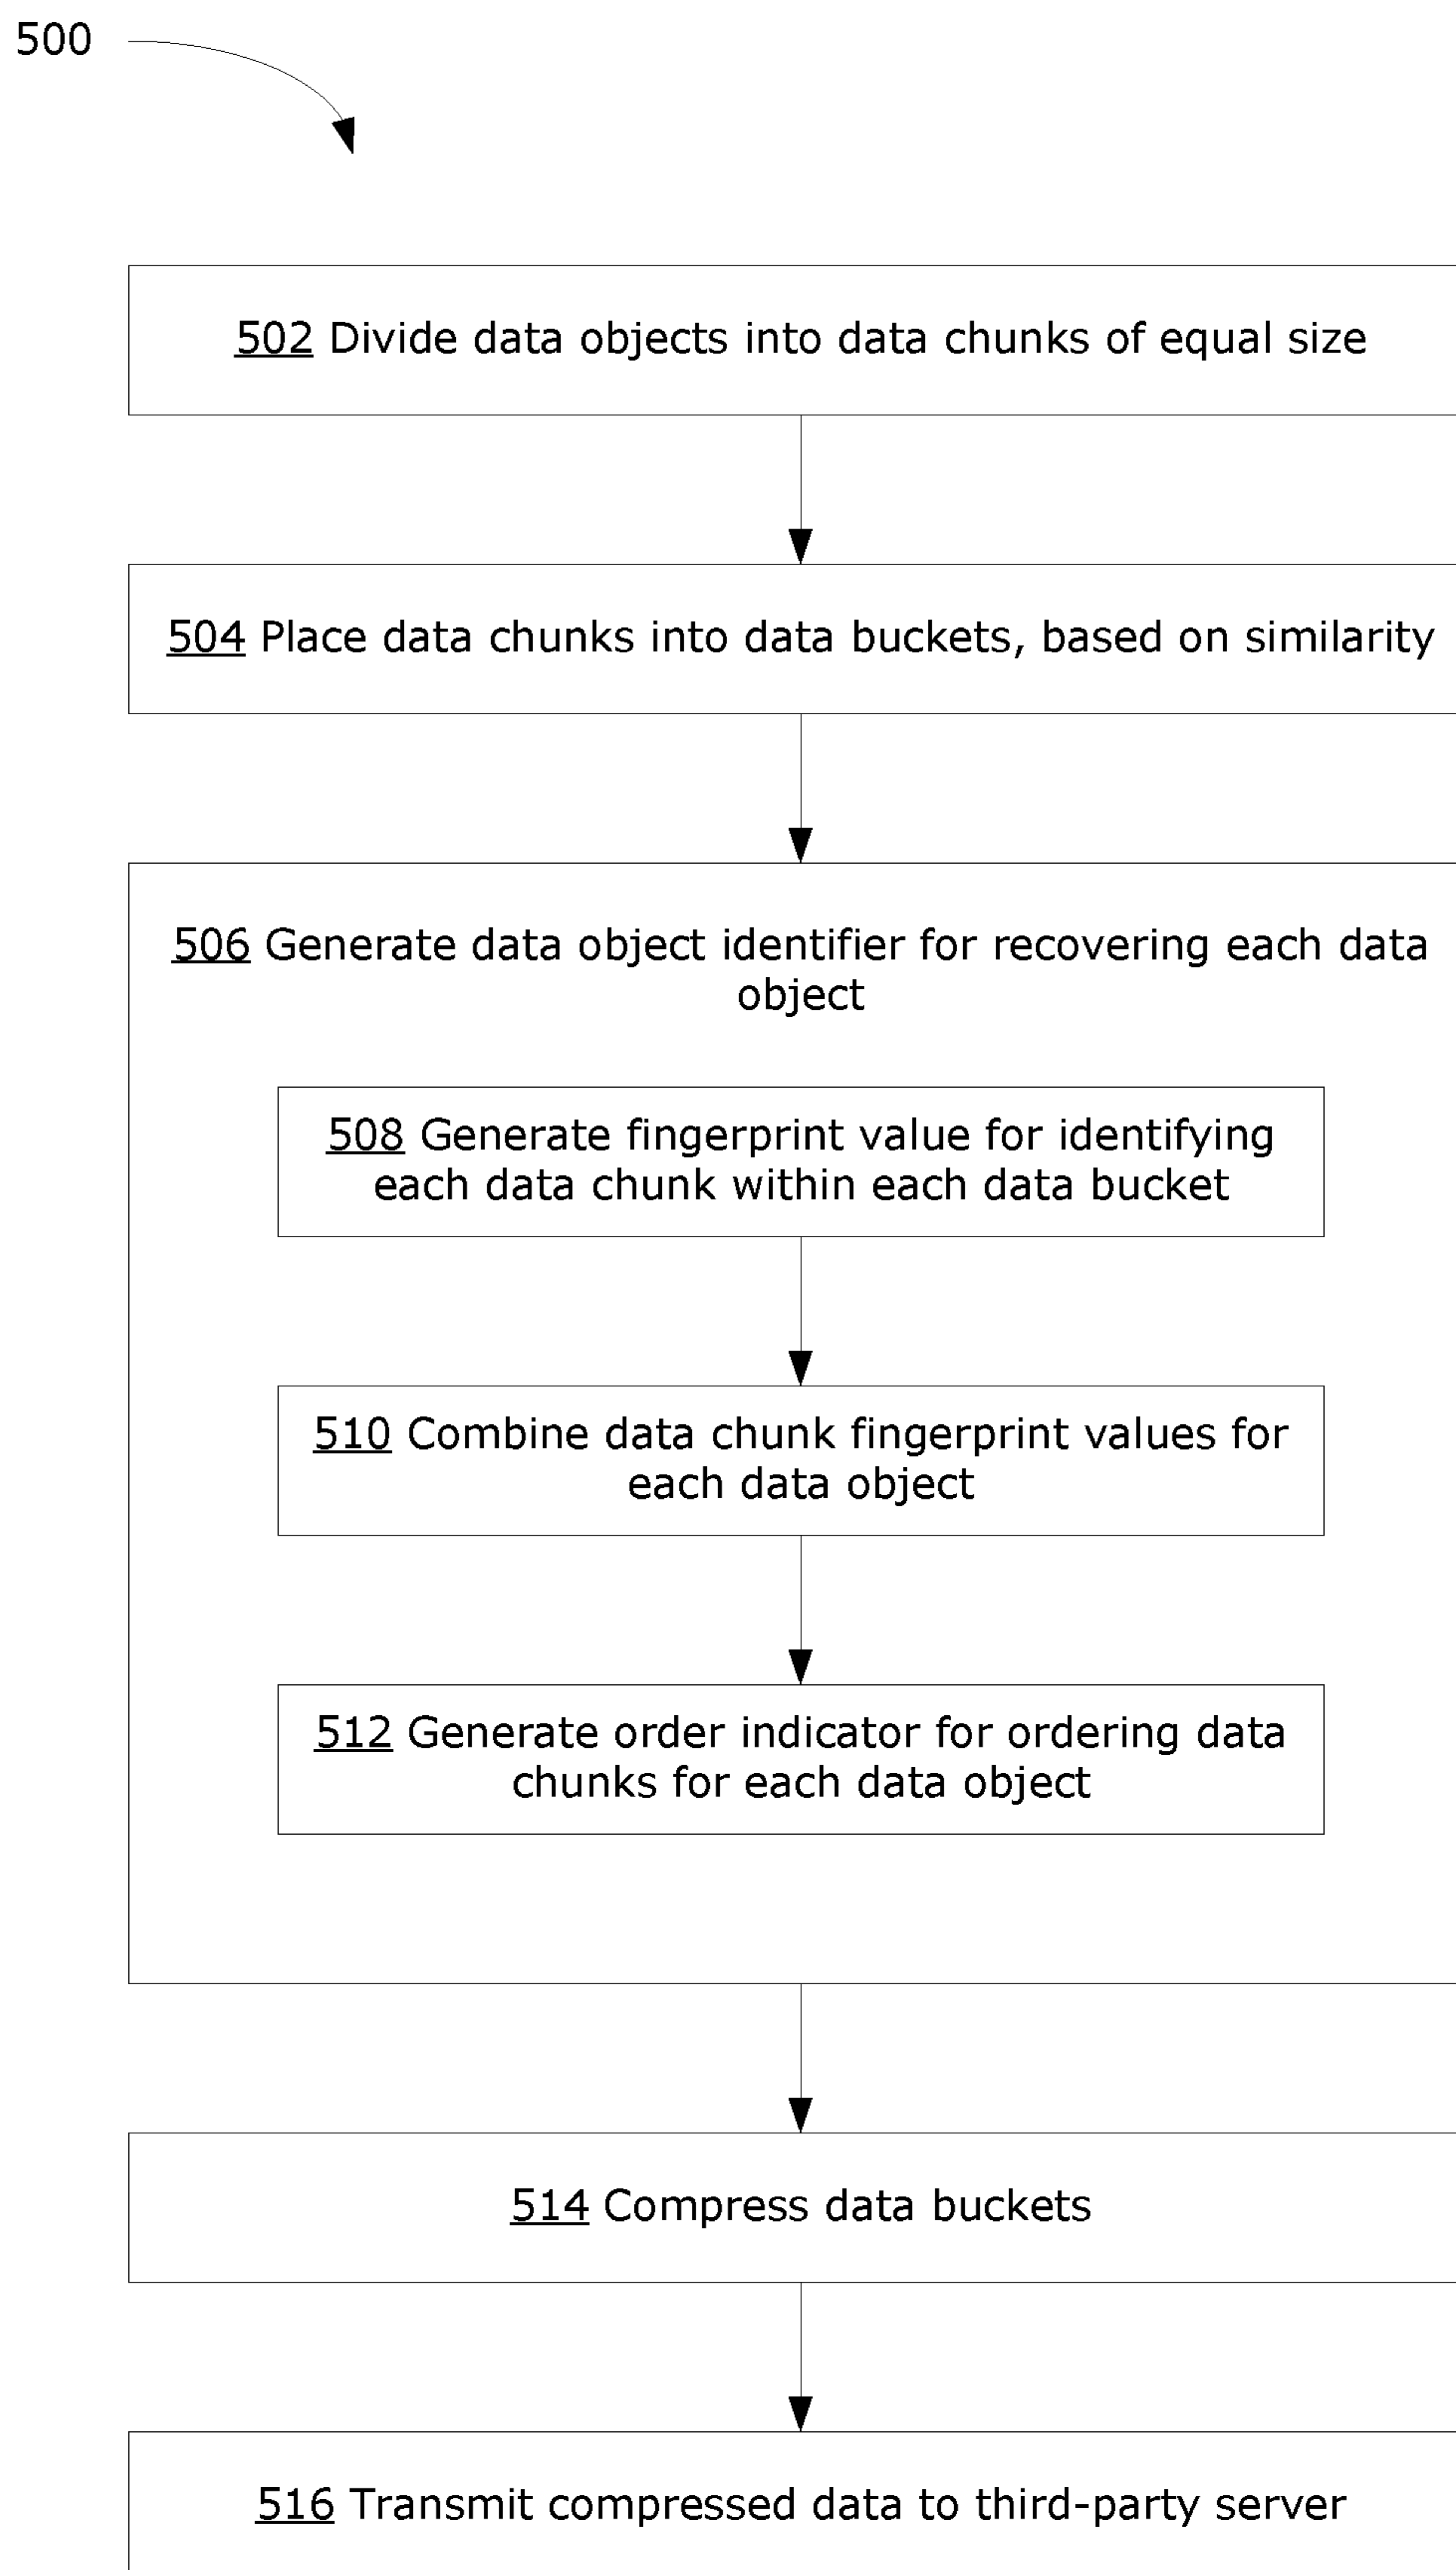 500
502 Divide data objects into data chunks of equal size
504 Place data chunks into data buckets, based on similarity
506 Generate data object identifier for recovering each data
object
508 Generate fingerprint value for identifying
each data chunk within each data bucket
510 Combine data chunk fingerprint values for
each data object
512 Generate order indicator for ordering data
chunks for each data object
514 Compress data buckets
516 Transmit compressed data to third-party server